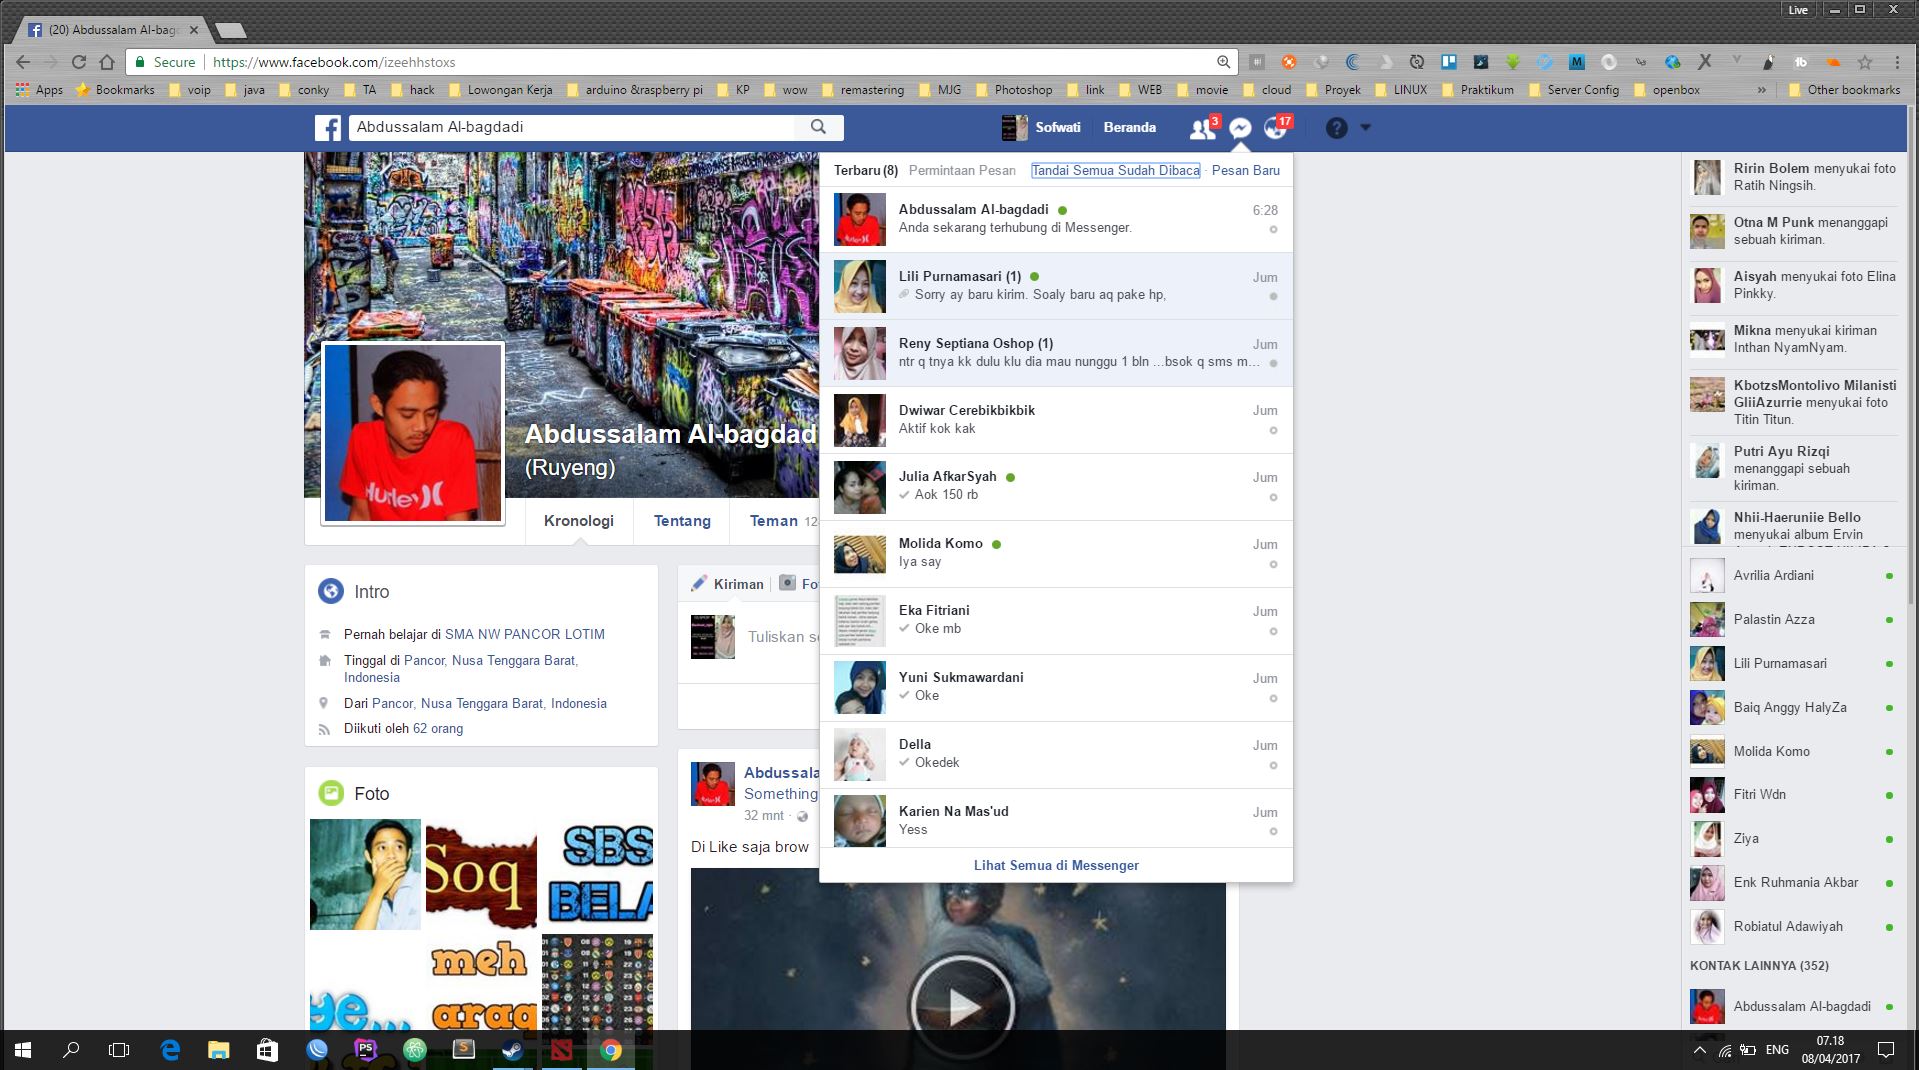 Live
(20) Abdussalam Al-bag
Secure https://www.facebook.com/izeehhstoxs
Apps Bookmarks voip java conky TA hack Lowongan Kerja arduino &raspberry pi KP wow remastering MJG Photoshop link WEB movie cloud Proyek LINUX Praktikum Server Config openbox » Other bookmarks
Abdussalam Al-bagdadi
Sofwati Beranda 3 17
Terbaru (8) Permintaan Pesan Tandai Semua Sudah Dibaca · Pesan Baru
Abdussalam Al-bagdadi 6:28
Anda sekarang terhubung di Messenger.
Lili Purnamasari (1) Jum
Sorry ay baru kirim. Soaly baru aq pake hp,
Reny Septiana Oshop (1) Jum
ntr q tnya kk dulu klu dia mau nunggu 1 bln ...bsok q sms m...
Dwiwar Cerebikbikbik Jum
Aktif kok kak
Julia AfkarSyah Jum
Aok 150 rb
Molida Komo Jum
Iya say
Eka Fitriani Jum
Oke mb
Yuni Sukmawardani Jum
Oke
Della Jum
Okedek
Karien Na Mas'ud Jum
Yess
Lihat Semua di Messenger
Abdussalam Al-bagdad
(Ruyeng)
Hurley
Kronologi Tentang Teman 12
Intro
Pernah belajar di SMA NW PANCOR LOTIM
Tinggal di Pancor, Nusa Tenggara Barat,
Indonesia
Dari Pancor, Nusa Tenggara Barat, Indonesia
Diikuti oleh 62 orang
Foto
Soq
SBS
BELA
meh
araq
ye...
Kiriman Fo
Tuliskan se
Abdussala
Something
32 mnt ·
Di Like saja brow
Ririn Bolem menyukai foto
Ratih Ningsih.
Otna M Punk menanggapi
sebuah kiriman.
Aisyah menyukai foto Elina
Pinkky.
Mikna menyukai kiriman
Inthan NyamNyam.
KbotzsMontolivo Milanisti
GliiAzurrie menyukai foto
Titin Titun.
Putri Ayu Rizqi
menanggapi sebuah
kiriman.
Nhii-Haeruniie Bello
menyukai album Ervin
Avrilia Ardiani
Palastin Azza
Lili Purnamasari
Baiq Anggy HalyZa
Molida Komo
Fitri Wdn
Ziya
Enk Ruhmania Akbar
Robiatul Adawiyah
KONTAK LAINNYA (352)
Abdussalam Al-bagdadi
ENG
07.18
08/04/2017